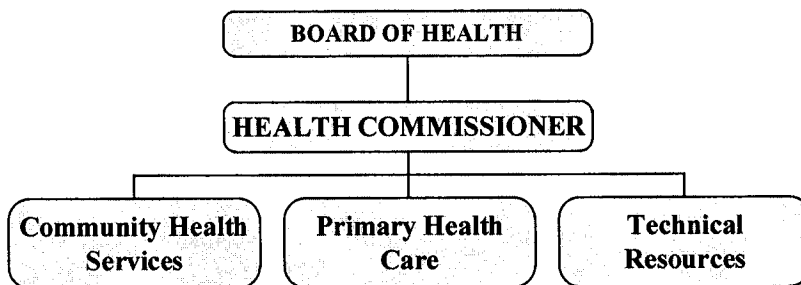 BOARD OF HEALTH
HEALTH COMMISSIONER
Community Health
Services
Primary Health
Care
Technical
Resources